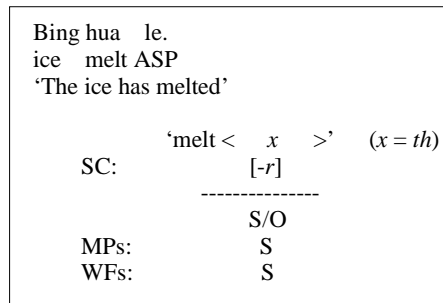 Bing hua le.
ice melt ASP
‘The ice has melted’
‘melt < x >’ (x = th)
SC: [-r]
---------------
S/O
MPs: S
WFs: S